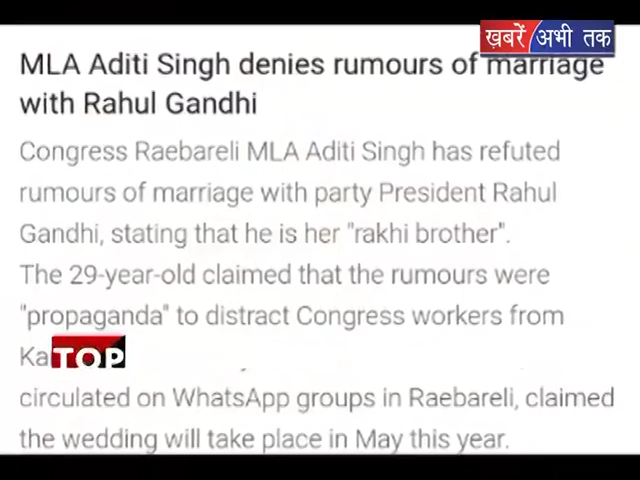 ख़बरें अभी तक
MLA Aditi Singh denies rumours of marriage
with Rahul Gandhi
Congress Raebareli MLA Aditi Singh has refuted
rumours of marriage with party President Rahul
Gandhi, stating that he is her "rakhi brother".
The 29-year-old claimed that the rumours were
"propaganda" to distract Congress workers from
Ka
TOP
circulated on WhatsApp groups in Raebareli, claimed
the wedding will take place in May this year.